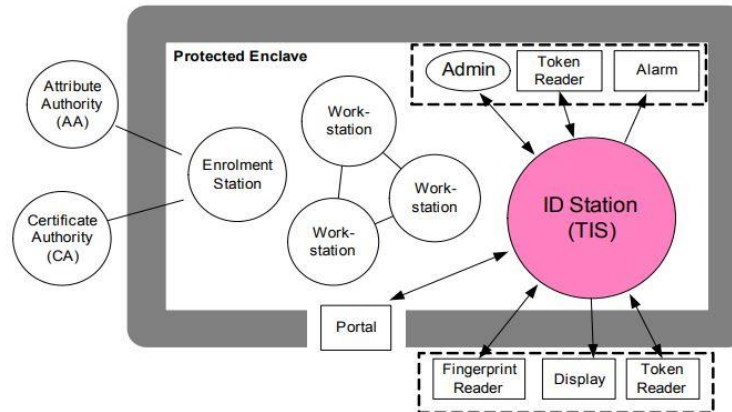 Protected Enclave
Admin
Token
Reader
Alarm
Attribute
Authority
(AA)
Work-
station
Enrolment
Station
Work-
station
ID Station
(TIS)
Certificate
Authority
(CA)
Work-
station
Portal
Fingerprint
Reader
Display
Token
Reader